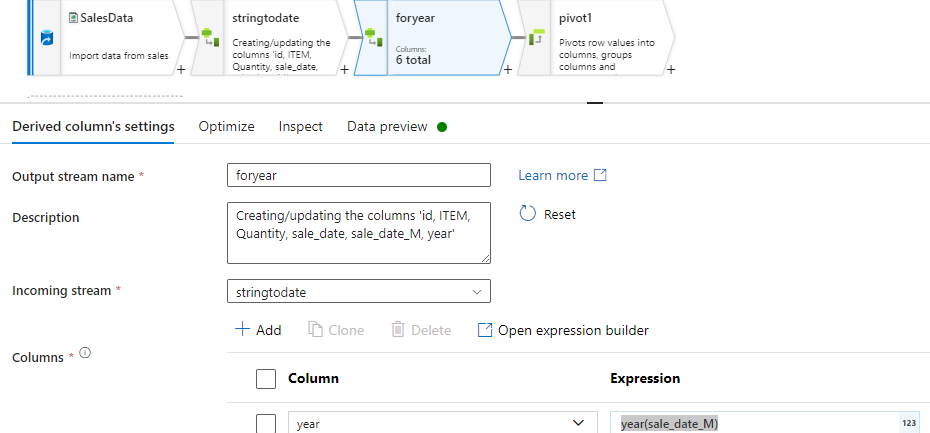 SalesData
Import data from sales
stringtodate
Creating/updating the
columns 'id, ITEM,
Quantity, sale_date,
foryear
Columns:
6 total
pivot1
Pivots row values into
columns, groups
columns and
+ + + +
Derived column's settings
Optimize
Inspect
Data preview
Output stream name *
foryear
Learn more
Description
Creating/updating the columns 'id, ITEM,
Quantity, sale_date, sale_date_M, year'
Reset
Incoming stream *
stringtodate
+ Add
Clone
Delete
Open expression builder
Columns *
Column
Expression
year
year(sale_date_M)
123